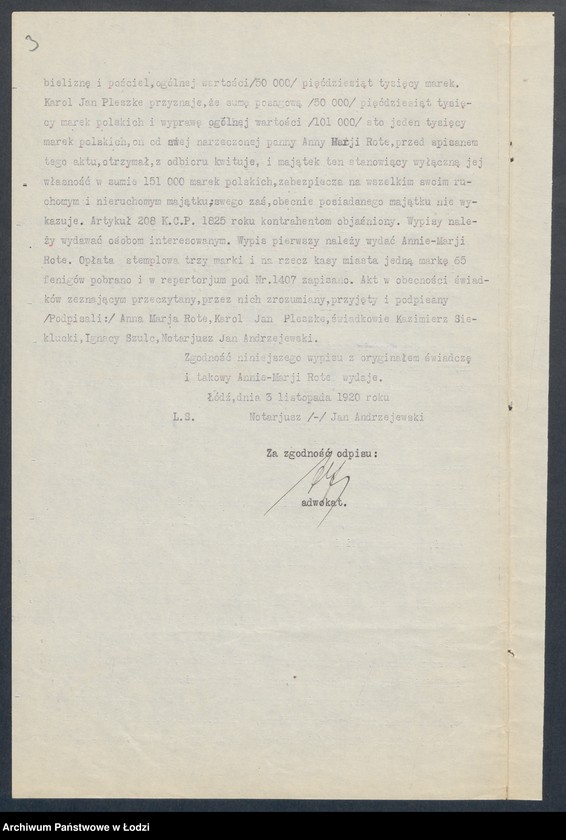 3
bieliznę i pościel,ogólnej wartości/50 000/ pięćdziesiąt tysięcy marek.
Karol Jan Pleszke przyznaje,że sumę posagową /50 000/ pięćdziesiąt tysię-
cy marek polskich i wyprawę ogólnej wartości /101 000/ sto jeden tysięcy
marek polskich,on od swej narzeczonej panny Anny Marji Rote,przed spisaniem
tego aktu,otrzymał,z odbioru kwituje, i majątek ten stanowiący wyłączną jej
własność w sumie 151 000 marek polskich,zabezpiecza na wszelkim swoim ru-
chomym i nieruchomym majątku;swego zaś,obecnie posiadanego majątku nie wy-
kazuje. Artykuł 208 K.C.P. 1825 roku kontrahentom objaśniony. Wypisy nale-
ży wydawać osobom interesowanym. Wypis pierwszy należy wydać Annie-Marji
Rote. Opłata stemplowa trzy marki i na rzecz kasy miasta jedną markę 65
fenigów pobrano i w repertorjum pod Nr.1407 zapisano. Akt w obecności świad-
ków zeznającym przeczytany,przez nich zrozumiany,przyjęty i podpisany
/Podpisali:/ Anna Marja Rote,Karol Jan Pleszke,świadkowie Kazimierz Sie-
klucki,Ignacy Szulc,Notarjusz Jan Andrzejewski.
Zgodność niniejszego wypisu z oryginałem świadczę
i takowy Annie-Marji Rote wydaje.
Łódź,dnia 3 listopada 1920 roku
L.S. Notarjusz /-/ Jan Andrzejewski
Za zgodność odpisu:
adwokat.
Archiwum Państwowe w Łodzi